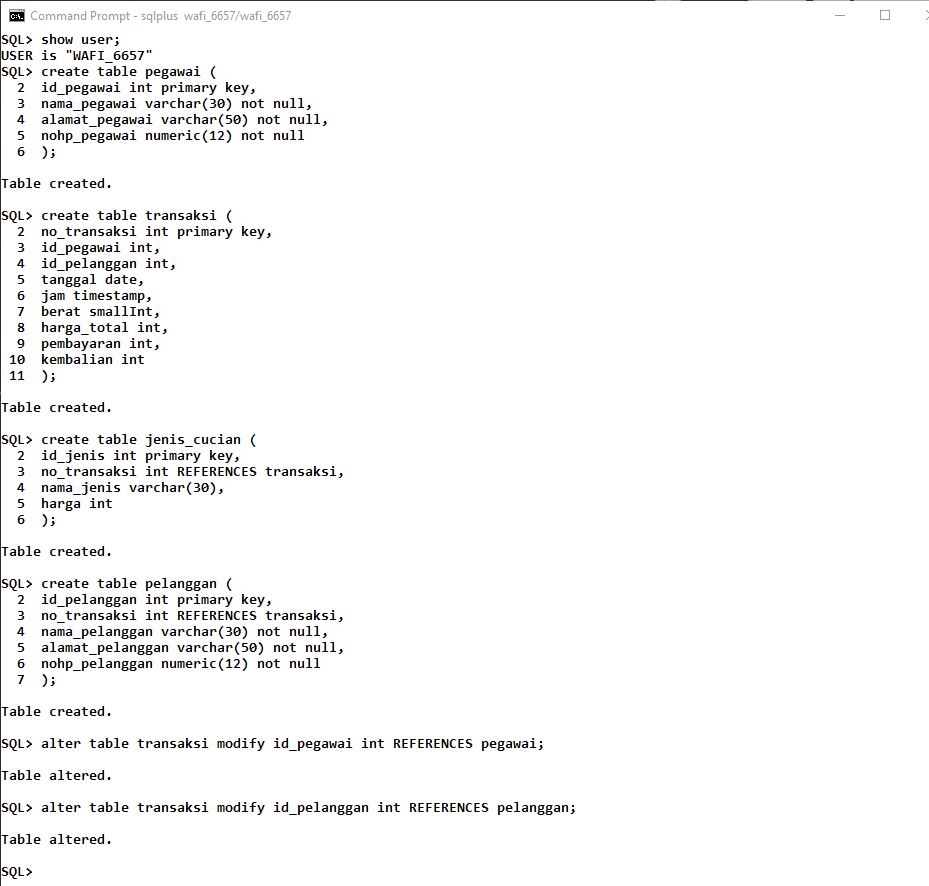 Command Prompt - sqlplus  wafi_6657/wafi_6657
SQL> show user;
USER is "WAFI_6657"
SQL> create table pegawai (
  2  id_pegawai int primary key,
  3  nama_pegawai varchar(30) not null,
  4  alamat_pegawai varchar(50) not null,
  5  nohp_pegawai numeric(12) not null
  6  );
Table created.
SQL> create table transaksi (
  2  no_transaksi int primary key,
  3  id_pegawai int,
  4  id_pelanggan int,
  5  tanggal date,
  6  jam timestamp,
  7  berat smallInt,
  8  harga_total int,
  9  pembayaran int,
 10  kembalian int
 11  );
Table created.
SQL> create table jenis_cucian (
  2  id_jenis int primary key,
  3  no_transaksi int REFERENCES transaksi,
  4  nama_jenis varchar(30),
  5  harga int
  6  );
Table created.
SQL> create table pelanggan (
  2  id_pelanggan int primary key,
  3  no_transaksi int REFERENCES transaksi,
  4  nama_pelanggan varchar(30) not null,
  5  alamat_pelanggan varchar(50) not null,
  6  nohp_pelanggan numeric(12) not null
  7  );
Table created.
SQL> alter table transaksi modify id_pegawai int REFERENCES pegawai;
Table altered.
SQL> alter table transaksi modify id_pelanggan int REFERENCES pelanggan;
Table altered.
SQL>